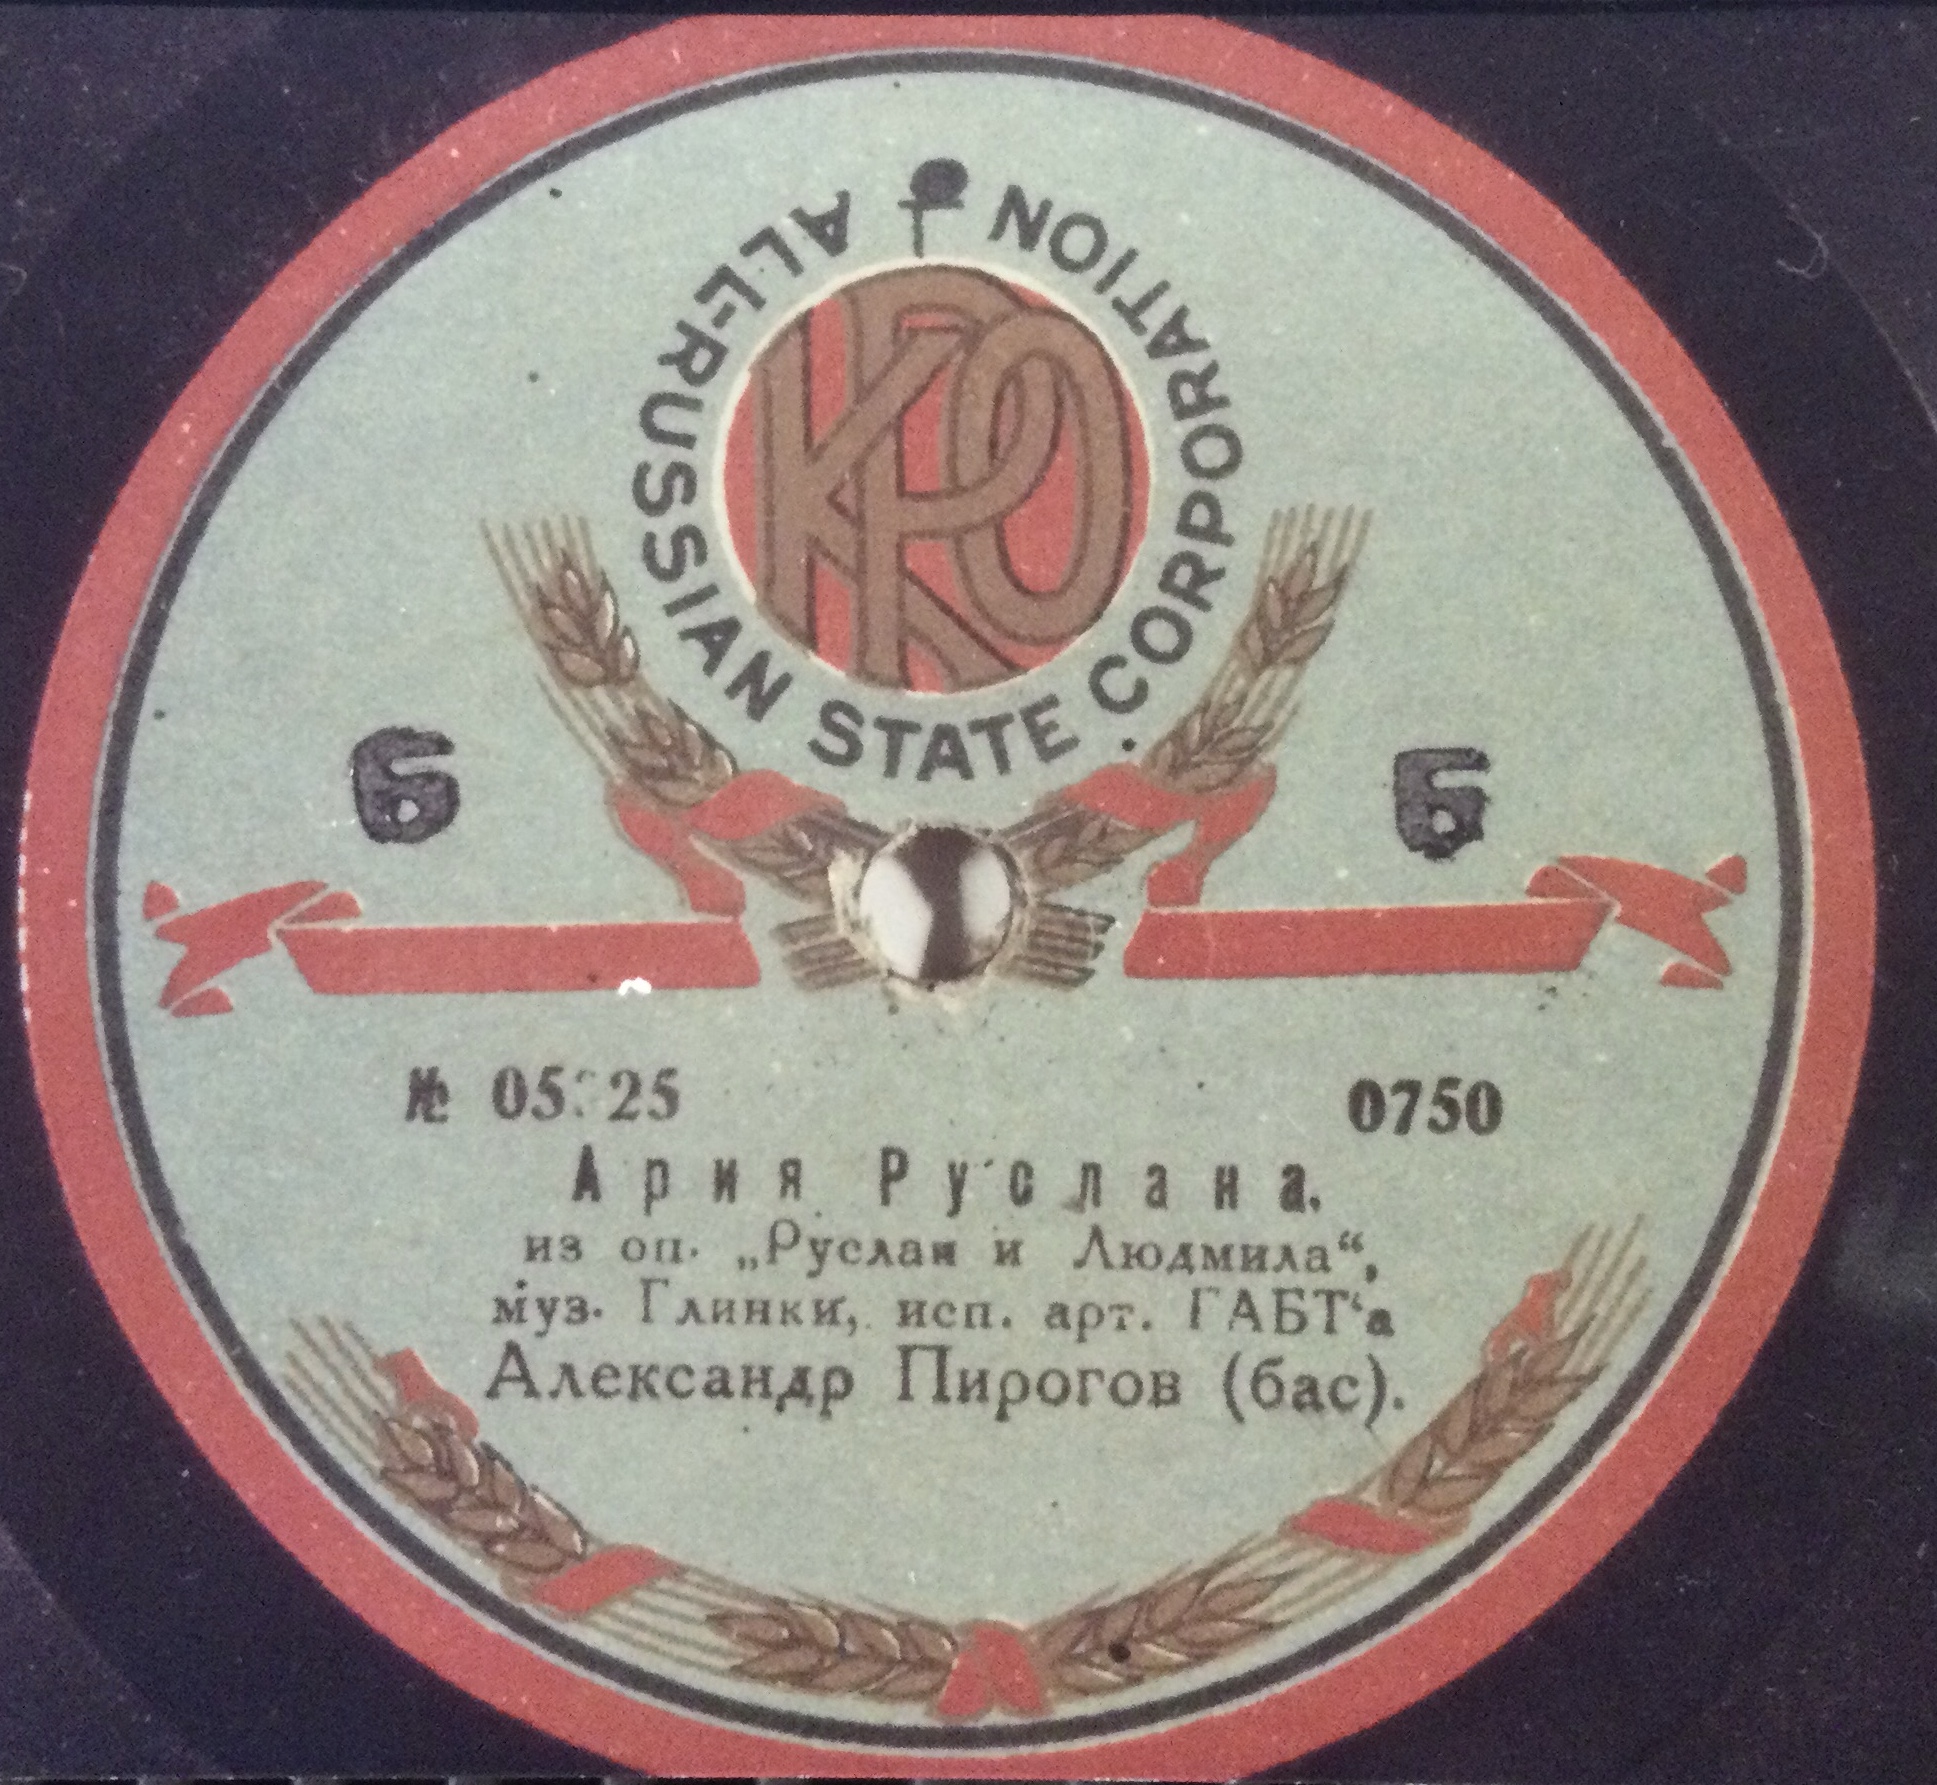 ALL-RUSSIAN STATE CORPORATION
КРО
Б Б
0750
Ария Руслана.
из оп. „Руслан и Людмила“,
муз. Глинки, исп. арт. ГАБТ‘а
Александр Пирогов (бас).